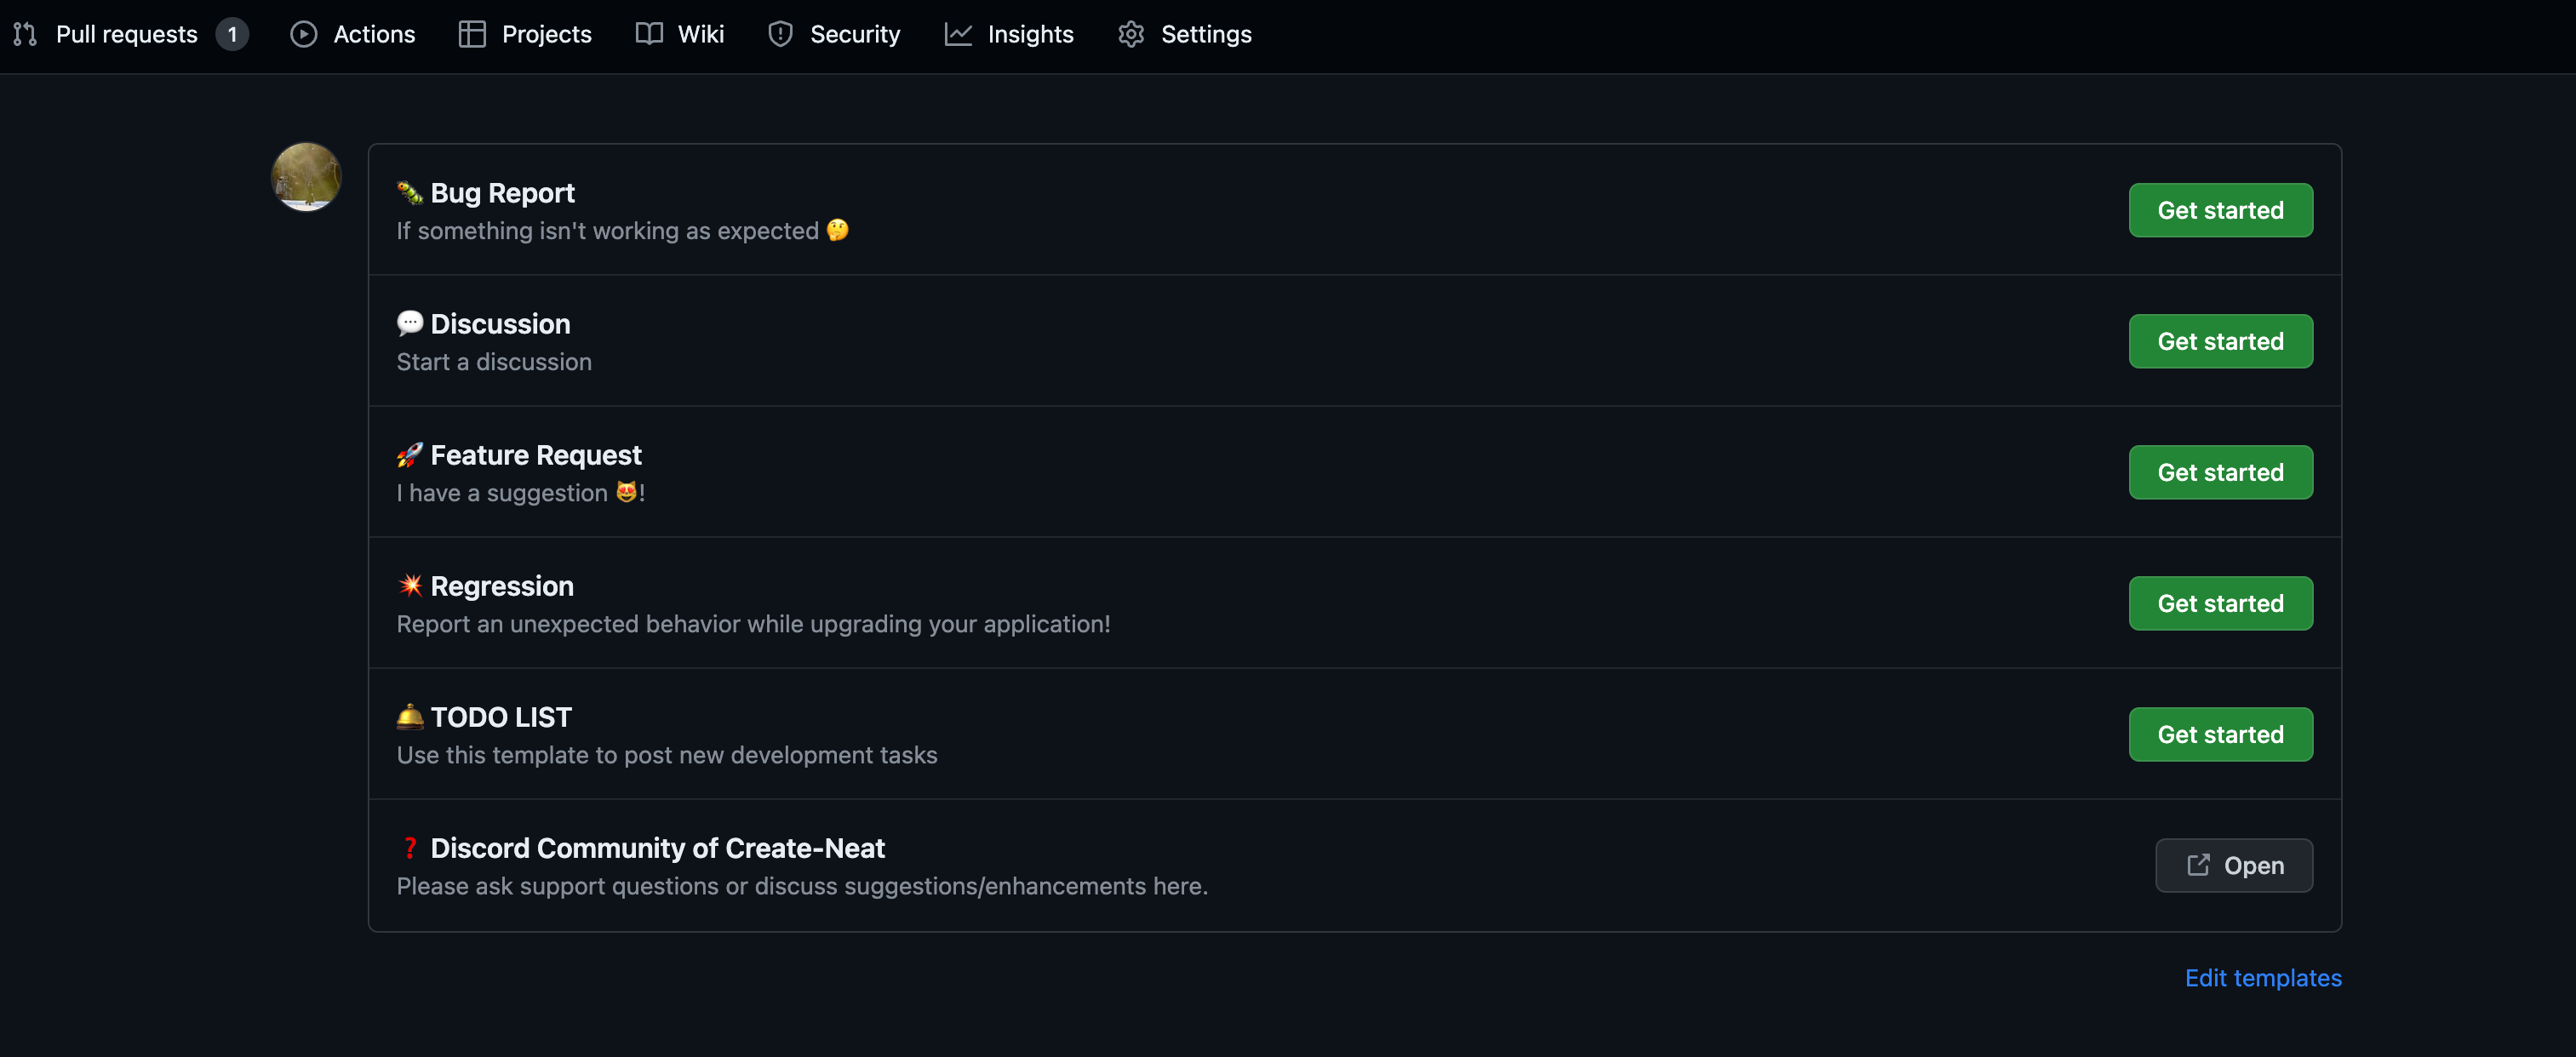 Pull requests 1 Actions Projects Wiki Security Insights Settings
🐛 Bug Report
If something isn't working as expected 🤔
Get started
💬 Discussion
Start a discussion
Get started
🚀 Feature Request
I have a suggestion 😻!
Get started
💥 Regression
Report an unexpected behavior while upgrading your application!
Get started
🛎️ TODO LIST
Use this template to post new development tasks
Get started
❓ Discord Community of Create-Neat
Please ask support questions or discuss suggestions/enhancements here.
Open
Edit templates